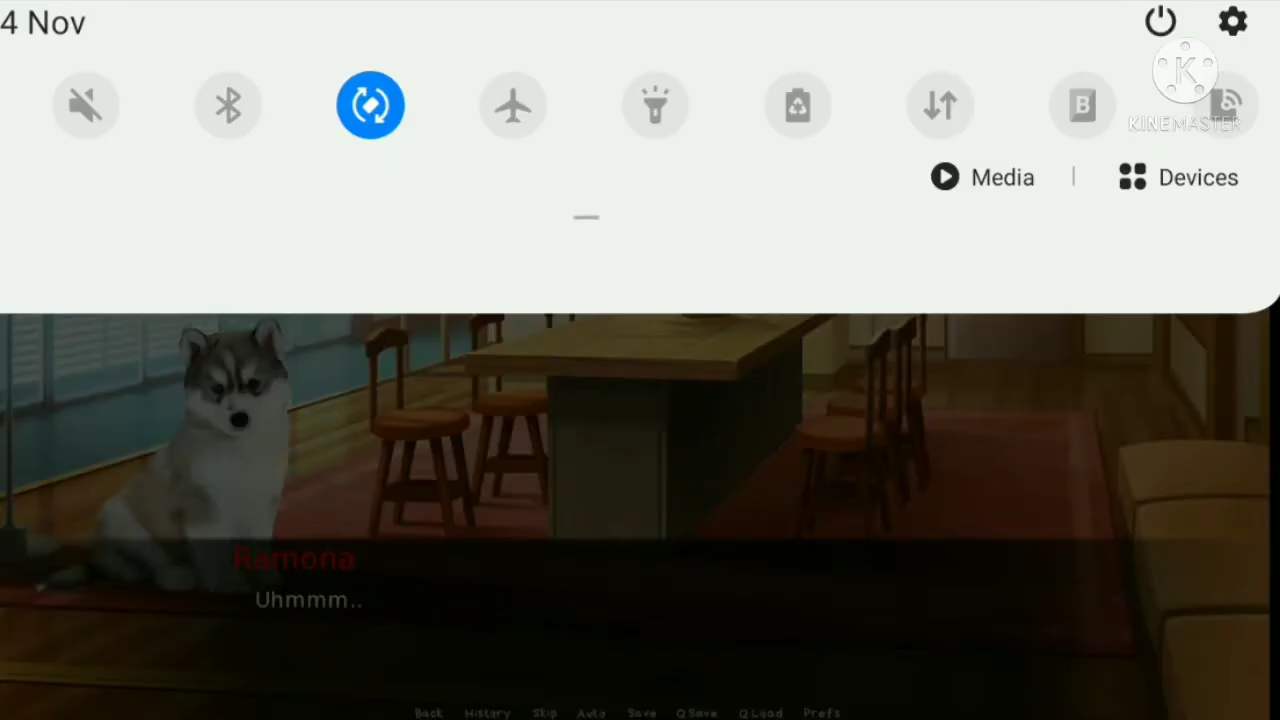 4 Nov
B
K
KINEMASTER
Media | Devices
Ramona
Uhmmm..
Back History Skip Auto Save Q.Save Q.Load Prefs